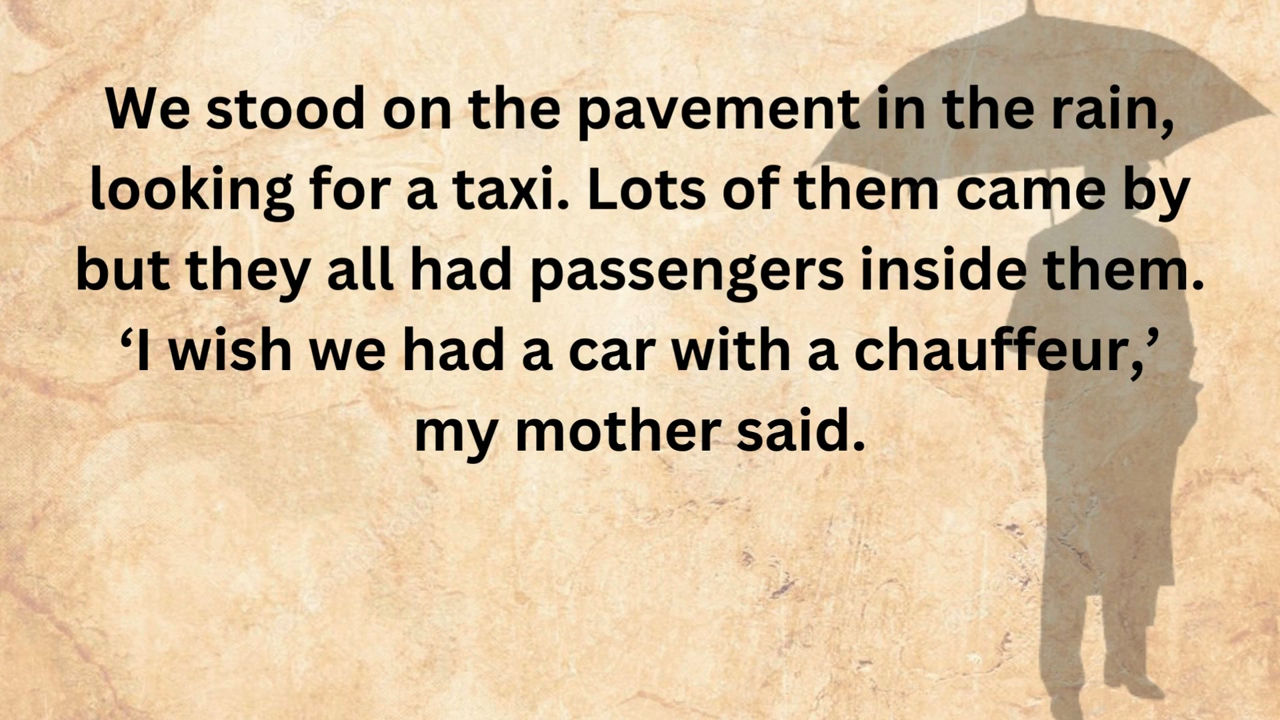 We stood on the pavement in the rain,
looking for a taxi. Lots of them came by
but they all had passengers inside them.
‘I wish we had a car with a chauffeur,’
my mother said.